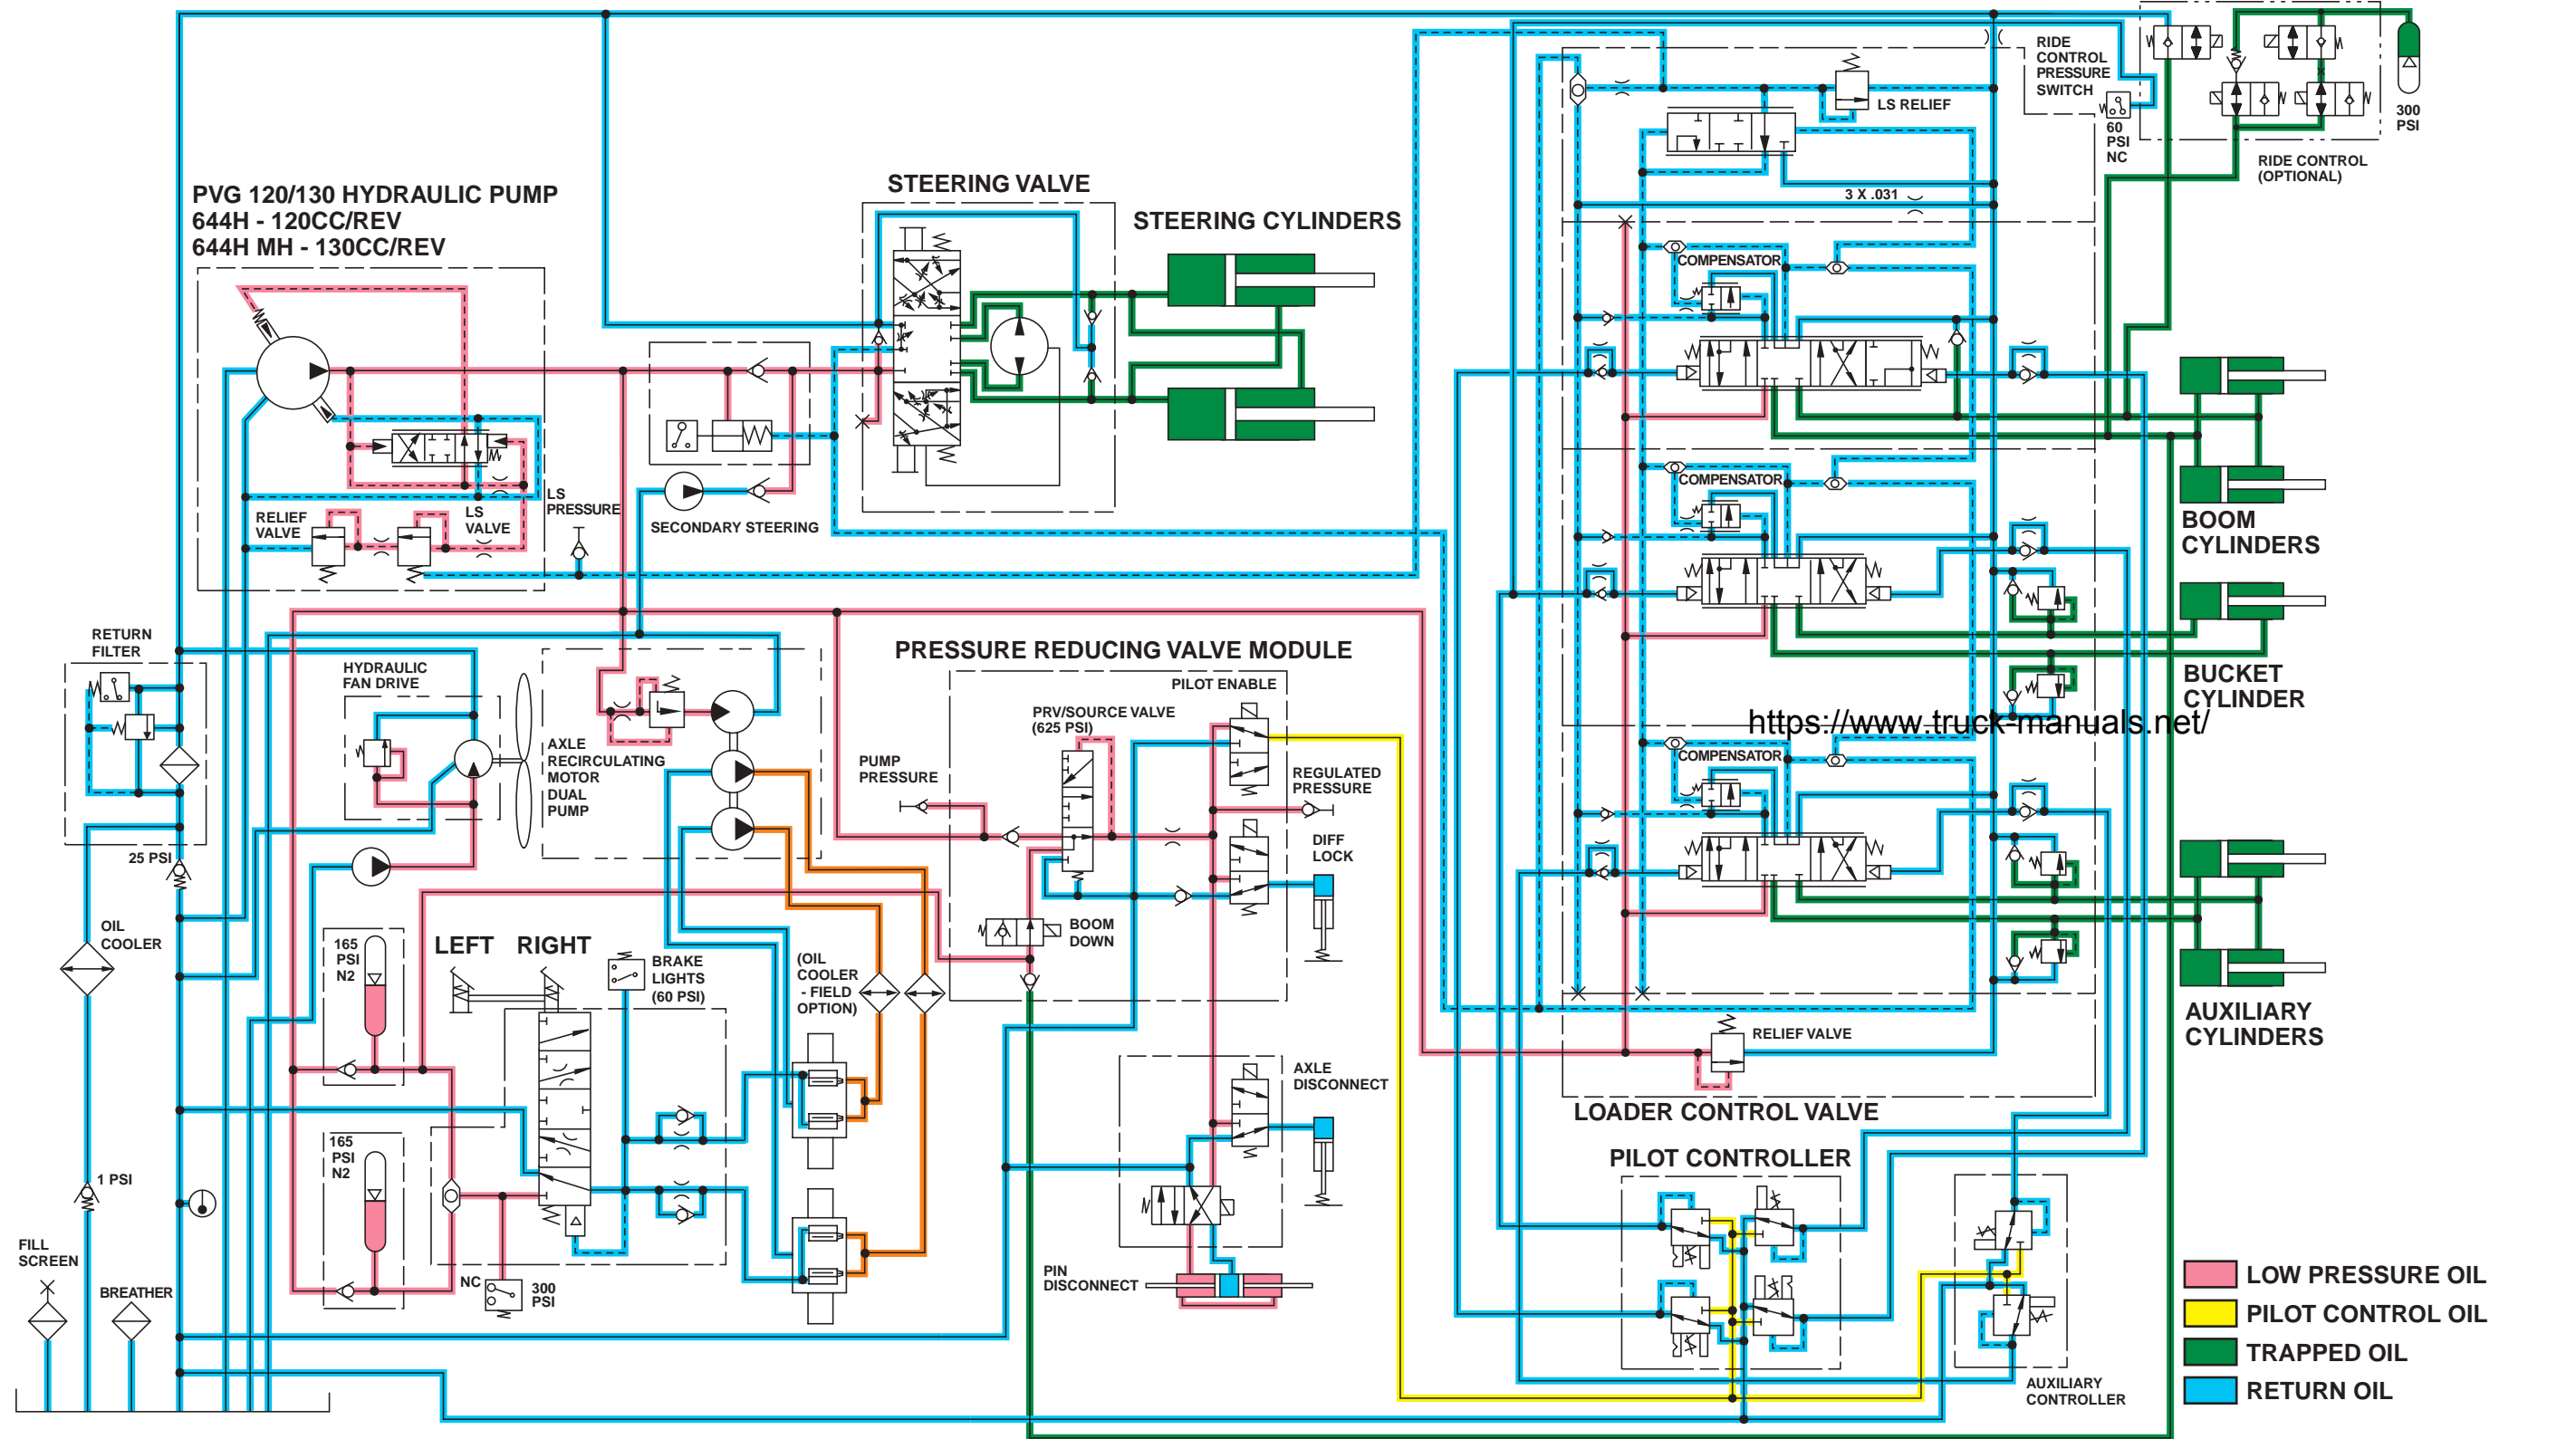 RIDE
CONTROL
PRESSURE
SWITCH
LS RELIEF
60
PSI
NC
300
PSI
RIDE CONTROL
(OPTIONAL)
PVG 120/130 HYDRAULIC PUMP
644H - 120CC/REV
644H MH - 130CC/REV
STEERING VALVE
STEERING CYLINDERS
3 X .031
COMPENSATOR
LS
PRESSURE
RELIEF
VALVE
LS
VALVE
SECONDARY STEERING
COMPENSATOR
BOOM
CYLINDERS
RETURN
FILTER
HYDRAULIC
FAN DRIVE
PRESSURE REDUCING VALVE MODULE
PILOT ENABLE
PRV/SOURCE VALVE
(625 PSI)
BUCKET
CYLINDER
https://www.truck-manuals.net/
AXLE
RECIRCULATING
MOTOR
DUAL
PUMP
PUMP
PRESSURE
REGULATED
PRESSURE
COMPENSATOR
25 PSI
DIFF
LOCK
OIL
COOLER
165
PSI
N2
LEFT RIGHT
BRAKE
LIGHTS
(60 PSI)
(OIL
COOLER
- FIELD
OPTION)
BOOM
DOWN
AUXILIARY
CYLINDERS
RELIEF VALVE
AXLE
DISCONNECT
LOADER CONTROL VALVE
165
PSI
N2
1 PSI
PILOT CONTROLLER
FILL
SCREEN
BREATHER
NC
300
PSI
PIN
DISCONNECT
AUXILIARY
CONTROLLER
LOW PRESSURE OIL
PILOT CONTROL OIL
TRAPPED OIL
RETURN OIL